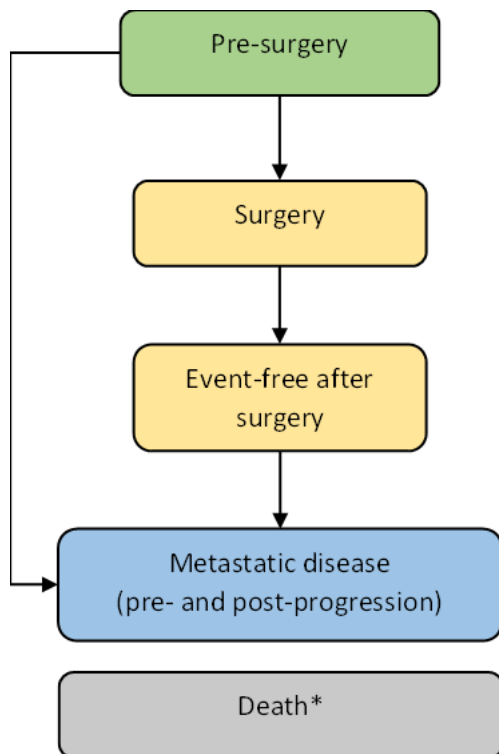 Pre-surgery
Surgery
Event-free after
surgery
Metastatic disease
(pre- and post-progression)
Death*